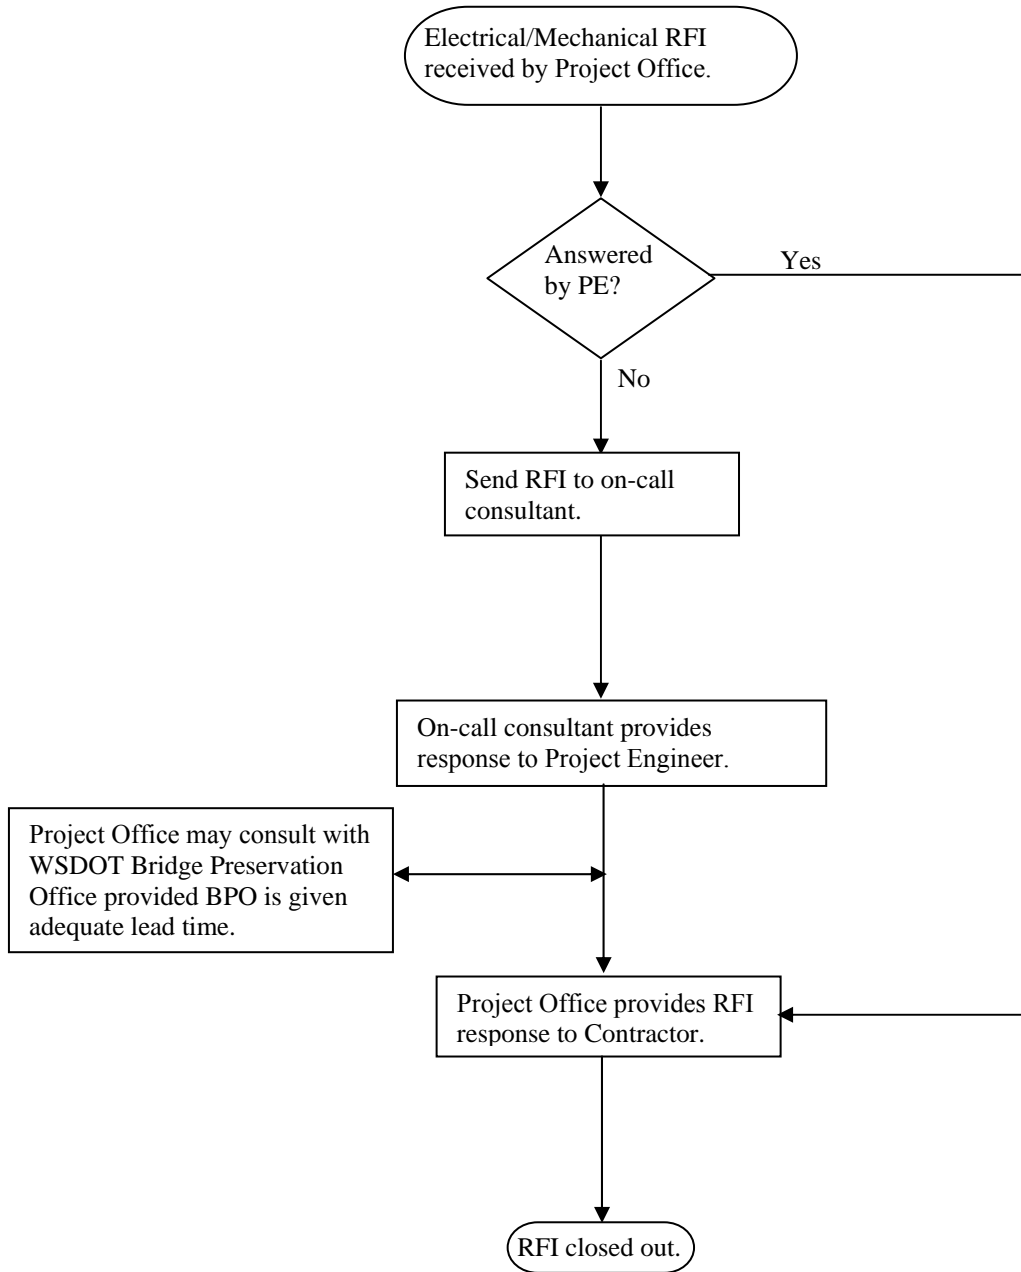 Electrical/Mechanical RFI
received by Project Office.
Answered
by PE?
Yes
No
Send RFI to on-call
consultant.
On-call consultant provides
response to Project Engineer.
Project Office may consult with
WSDOT Bridge Preservation
Office provided BPO is given
adequate lead time.
Project Office provides RFI
response to Contractor.
RFI closed out.